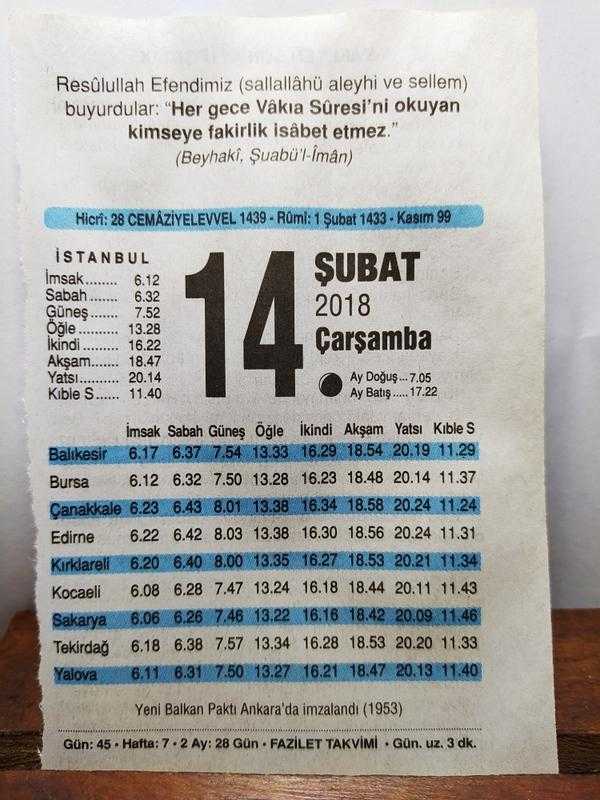 Resûlullah Efendimiz (sallallâhü aleyhi ve sellem)
buyurdular: “Her gece Vâkıa Sûresi’ni okuyan
kimseye fakirlik isâbet etmez.”
(Beyhakî, Şuabü’l-Îmân)
Hicrî: 28 CEMÂZİYELEVVEL 1439 - Rûmî: 1 Şubat 1433 - Kasım 99
İSTANBUL
İmsak........ 6.12
Sabah ....... 6.32
Güneş ....... 7.52
Öğle .......... 13.28
İkindi ......... 16.22
Akşam....... 18.47
Yatsı.......... 20.14
Kıble S...... 11.40
14
ŞUBAT
2018
Çarşamba
Ay Doğuş... 7.05
Ay Batış ..... 17.22
İmsak Sabah Güneş Öğle İkindi Akşam Yatsı Kıble S
Balıkesir 6.17 6.37 7.54 13.33 16.29 18.54 20.19 11.29
Bursa 6.12 6.32 7.50 13.28 16.23 18.48 20.14 11.37
Çanakkale 6.23 6.43 8.01 13.38 16.34 18.58 20.24 11.24
Edirne 6.22 6.42 8.03 13.38 16.30 18.56 20.24 11.31
Kırklareli 6.20 6.40 8.00 13.35 16.27 18.53 20.21 11.34
Kocaeli 6.08 6.28 7.47 13.24 16.18 18.44 20.11 11.43
Sakarya 6.06 6.26 7.46 13.22 16.16 18.42 20.09 11.46
Tekirdağ 6.18 6.38 7.57 13.34 16.28 18.53 20.20 11.33
Yalova 6.11 6.31 7.50 13.27 16.21 18.47 20.13 11.40
Yeni Balkan Paktı Ankara’da imzalandı (1953)
Gün: 45 • Hafta: 7 • 2 Ay: 28 Gün • FAZİLET TAKVİMİ • Gün. uz. 3 dk.